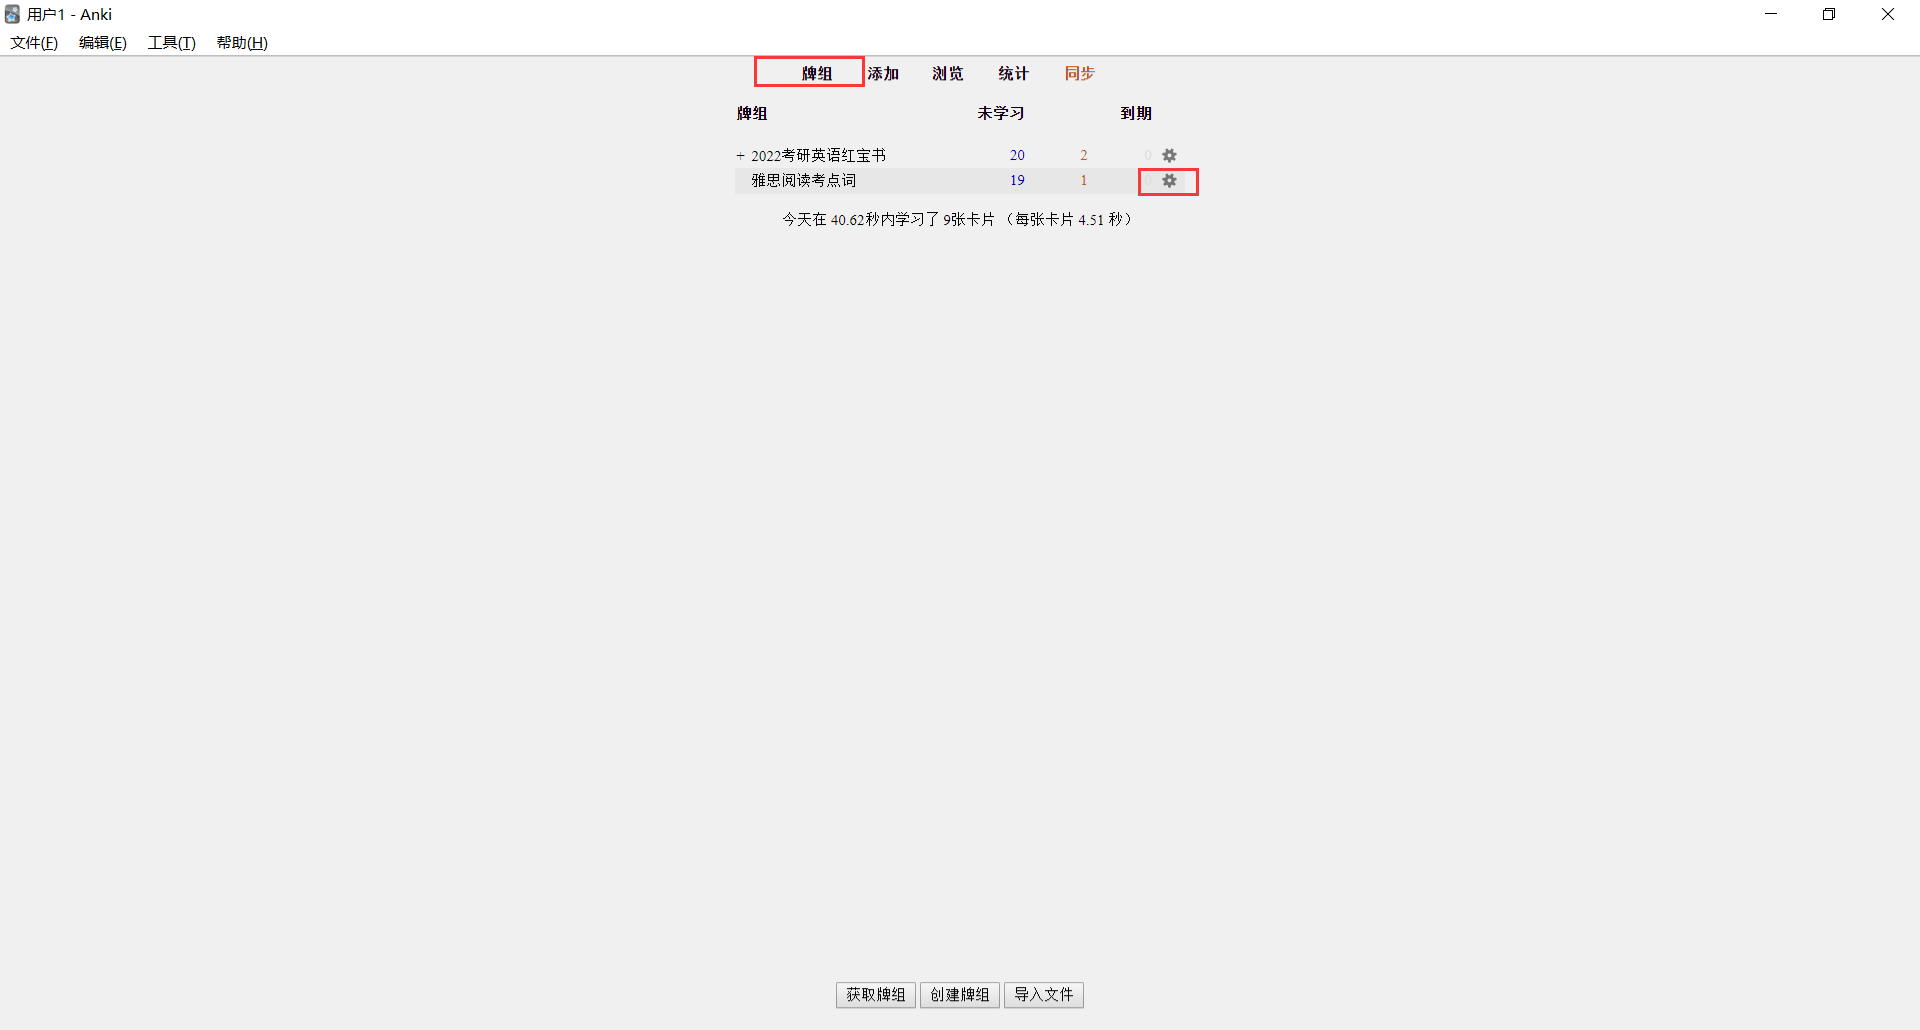 用户1 - Anki
文件(F) 编辑(E) 工具(T) 帮助(H)
牌组 添加 浏览 统计 同步
牌组 未学习 到期
+ 2022考研英语红宝书 20 2 0
雅思阅读考点词 19 1 0
今天在 40.62秒内学习了 9张卡片 （每张卡片 4.51 秒）
获取牌组 创建牌组 导入文件